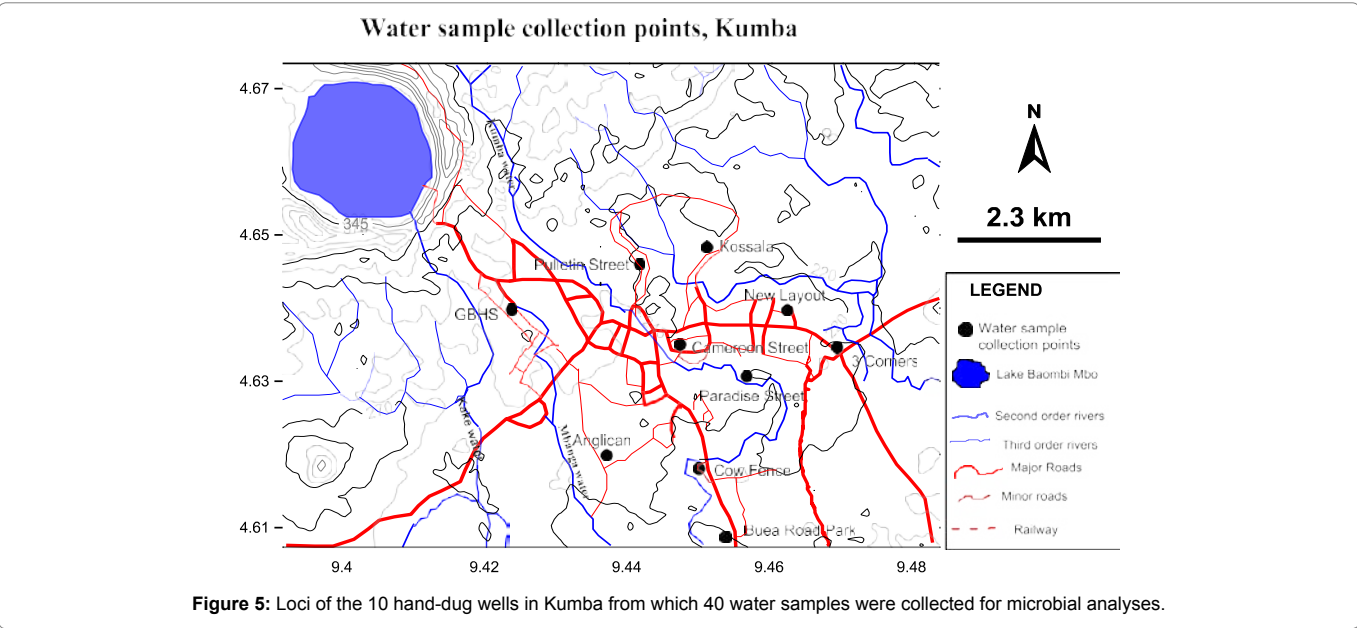 Water sample collection points, Kumba
4.67
4.65
4.63
4.61
9.4
9.42
9.44
9.46
9.48
345
Kumba water
Kake water
Mbanga water
Pulletin Street
Kossala
GBHS
New Layout
Cameroon Street
3 Corners
Paradise Street
Anglican
Cow Fence
Buea Road Park
N
2.3 km
LEGEND
Water sample
collection points
Lake Baombi Mbo
Second order rivers
Third order rivers
Major Roads
Minor roads
Railway
Figure 5: Loci of the 10 hand-dug wells in Kumba from which 40 water samples were collected for microbial analyses.